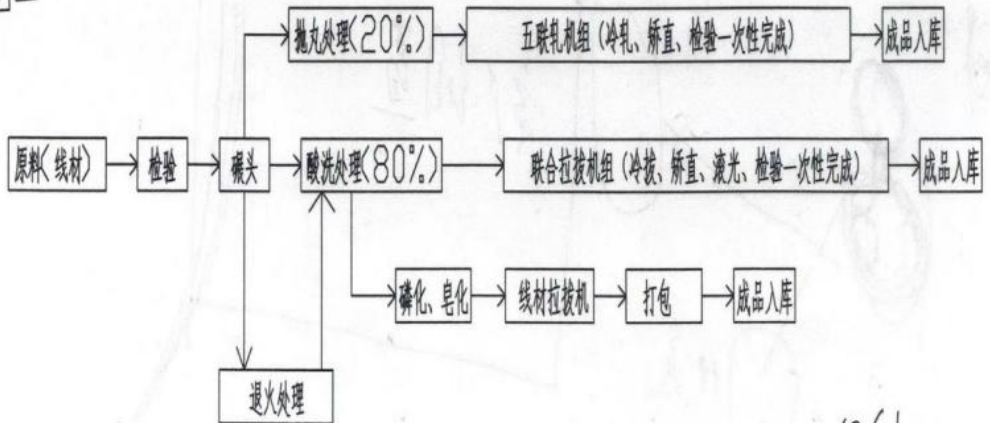 抛丸处理(20%)
五联轧机组(冷轧、矫直、检验一次性完成)
成品入库
原料(线材)
检验
碾头
酸洗处理(80%)
联合拉拔机组(冷拔、矫直、滚光、检验一次性完成)
成品入库
磷化、皂化
线材拉拔机
打包
成品入库
退火处理